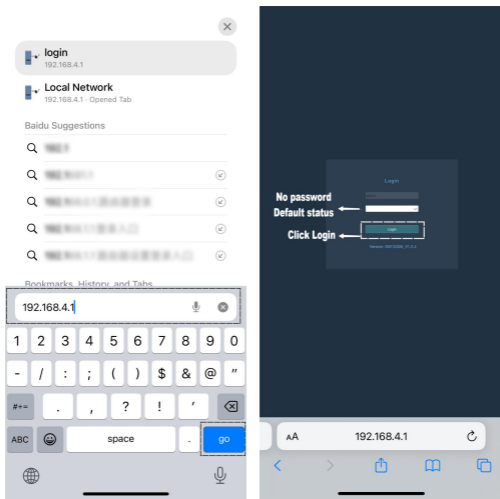 login
192.168.4.1
Local Network
192.168.4.1 - Opened Tab
Baidu Suggestions
Bookmarks, History, and Tabs
192.168.4.1
1 2 3 4 5 6 7 8 9 0
- / : ; ( ) $ & @ "
#+= . , ? ! '
ABC space . go
Login
No password
Default status
Login
Click Login
AA 192.168.4.1